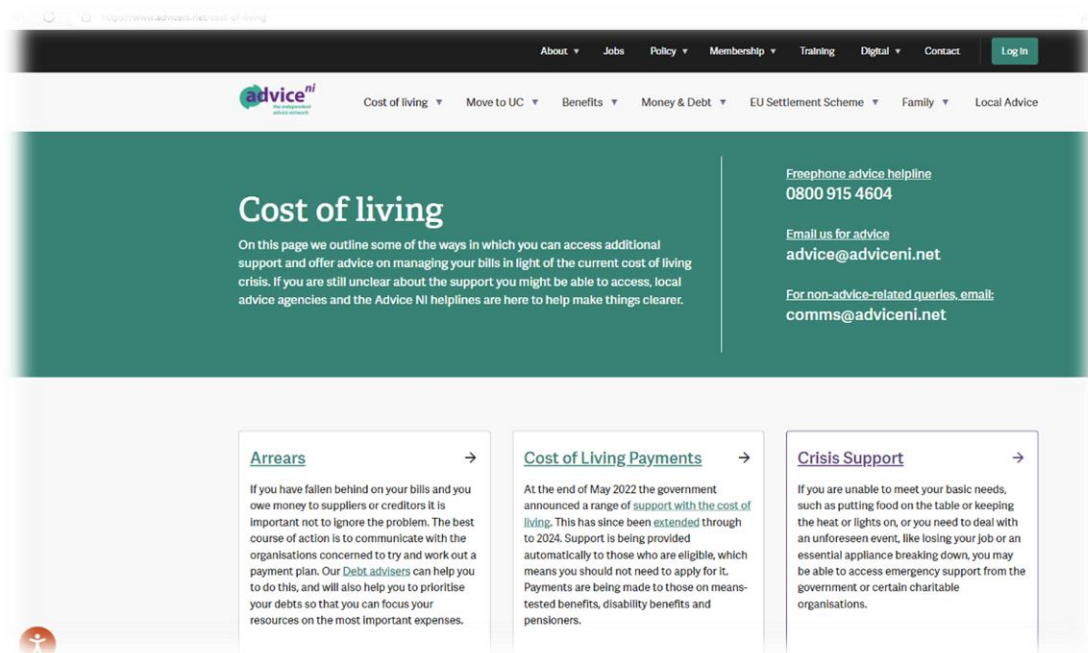 https://www.adviceni.net/cost-of-living
About
Jobs
Policy
Membership
Training
Digital
Contact
Log in
advice ni
the independent
advice network
Cost of living
Move to UC
Benefits
Money & Debt
EU Settlement Scheme
Family
Local Advice
Cost of living
On this page we outline some of the ways in which you can access additional
support and offer advice on managing your bills in light of the current cost of living
crisis. If you are still unclear about the support you might be able to access, local
advice agencies and the Advice NI helplines are here to help make things clearer.
Freephone advice helpline
0800 915 4604
Email us for advice
advice@adviceni.net
For non-advice-related queries, email:
comms@adviceni.net
Arrears
If you have fallen behind on your bills and you
owe money to suppliers or creditors it is
important not to ignore the problem. The best
course of action is to communicate with the
organisations concerned to try and work out a
payment plan. Our Debt advisers can help you
to do this, and will also help you to prioritise
your debts so that you can focus your
resources on the most important expenses.
Cost of Living Payments
At the end of May 2022 the government
announced a range of support with the cost of
living. This has since been extended through
to 2024. Support is being provided
automatically to those who are eligible, which
means you should not need to apply for it.
Payments are being made to those on means-
tested benefits, disability benefits and
pensioners.
Crisis Support
If you are unable to meet your basic needs,
such as putting food on the table or keeping
the heat or lights on, or you need to deal with
an unforeseen event, like losing your job or an
essential appliance breaking down, you may
be able to access emergency support from the
government or certain charitable
organisations.